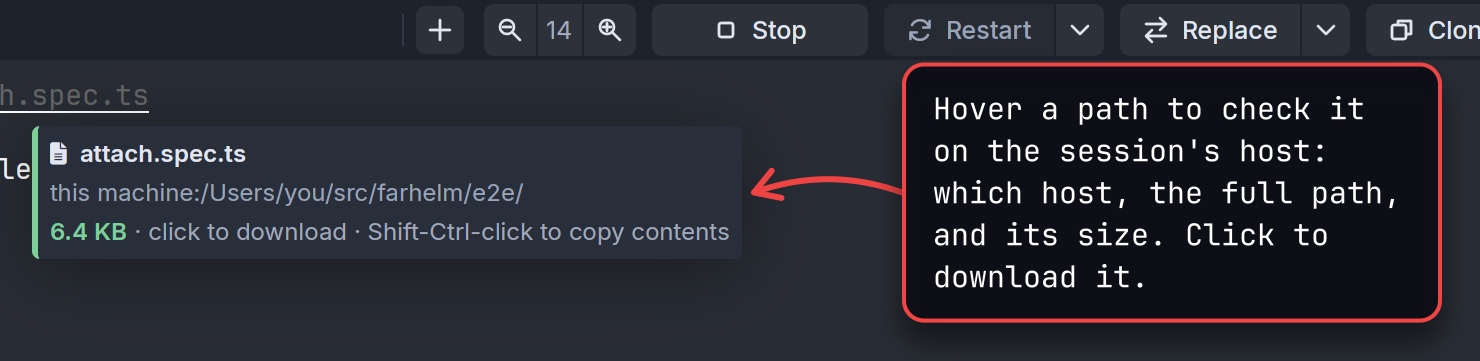 14 Stop Restart Replace Clon
h.spec.ts
attach.spec.ts
le
this machine:/Users/you/src/farhelm/e2e/
6.4 KB · click to download · Shift-Ctrl-click to copy contents
Hover a path to check it
on the session's host:
which host, the full path,
and its size. Click to
download it.